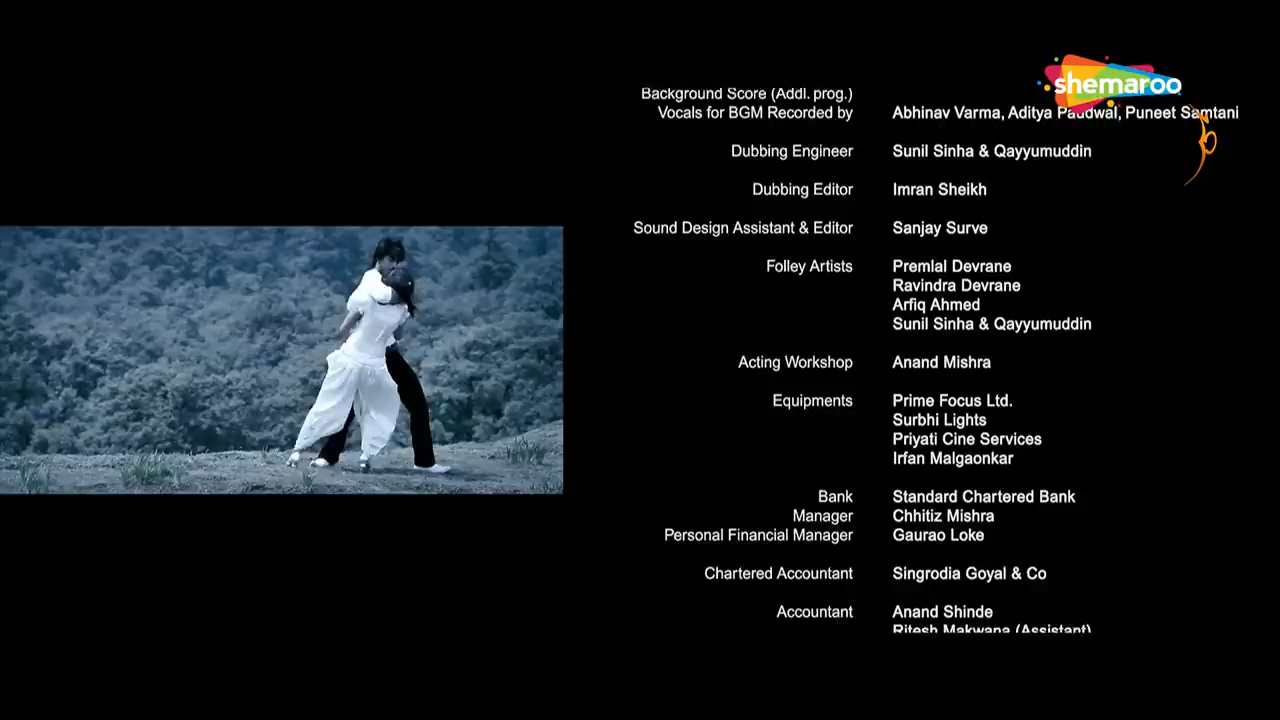 shemaroo
Background Score (Addl. prog.)
Vocals for BGM Recorded by Abhinav Varma, Aditya Paudwal, Puneet Samtani
Dubbing Engineer Sunil Sinha & Qayyumuddin
Dubbing Editor Imran Sheikh
Sound Design Assistant & Editor Sanjay Surve
Folley Artists Premlal Devrane
Ravindra Devrane
Arfiq Ahmed
Sunil Sinha & Qayyumuddin
Acting Workshop Anand Mishra
Equipments Prime Focus Ltd.
Surbhi Lights
Priyati Cine Services
Irfan Malgaonkar
Bank Standard Chartered Bank
Manager Chhitiz Mishra
Personal Financial Manager Gaurao Loke
Chartered Accountant Singrodia Goyal & Co
Accountant Anand Shinde
Ritesh Makwana (Assistant)